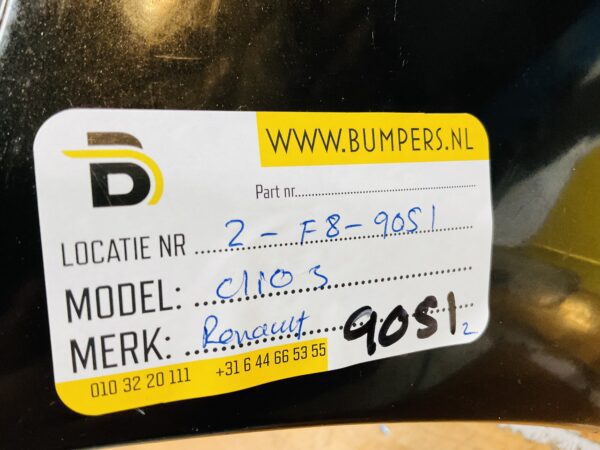 B
WWW.BUMPERS.NL
Part nr...........
LOCATIE NR 2-F8-9051
MODEL: Clio 3
MERK: Renault 9051 2
010 32 20 111 +31 6 44 66 53 55